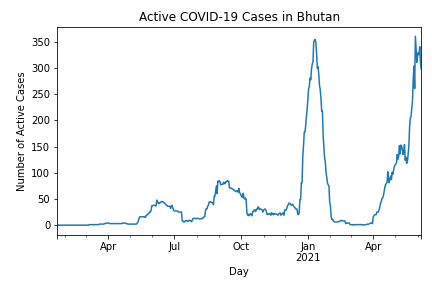 Active COVID-19 Cases in Bhutan
Number of Active Cases
350
300
250
200
150
100
50
0
Apr
Jul
Oct
Jan
2021
Apr
Day